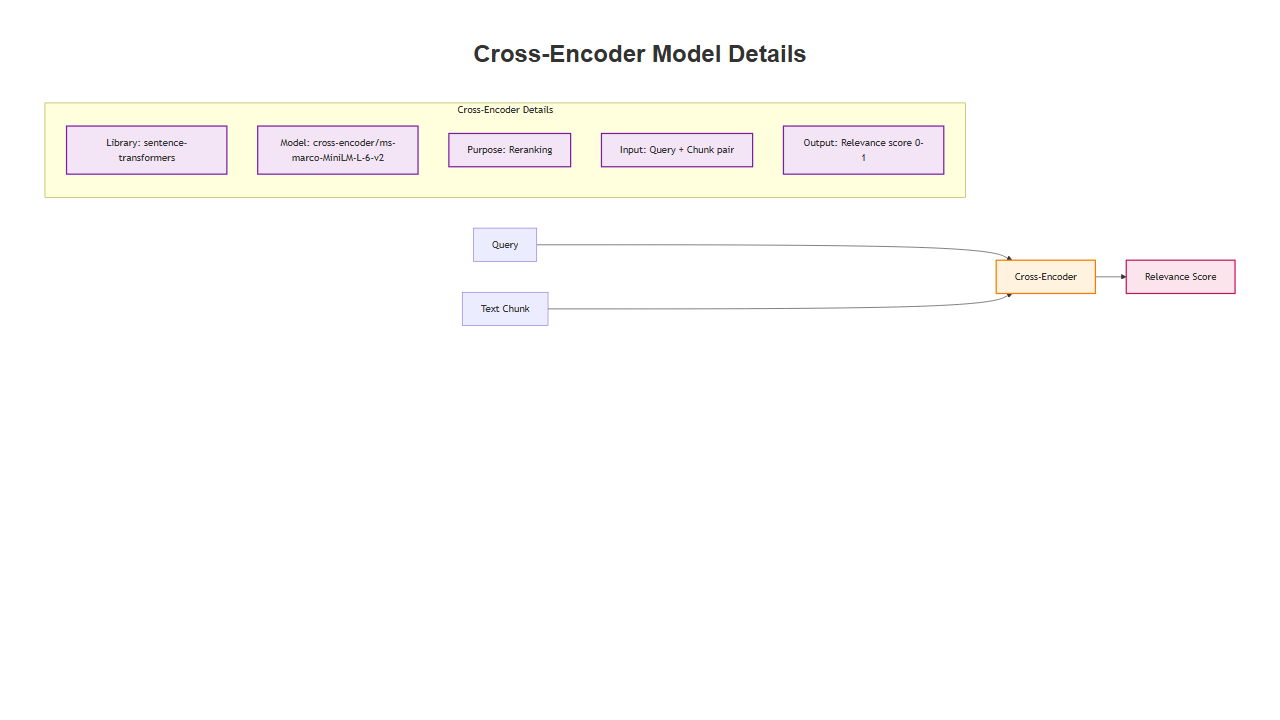 Cross-Encoder Model Details
Cross-Encoder Details
Library: sentence-
transformers
Model: cross-encoder/ms-
marco-MiniLM-L-6-v2
Purpose: Reranking
Input: Query + Chunk pair
Output: Relevance score 0-
1
Query
Text Chunk
Cross-Encoder
Relevance Score